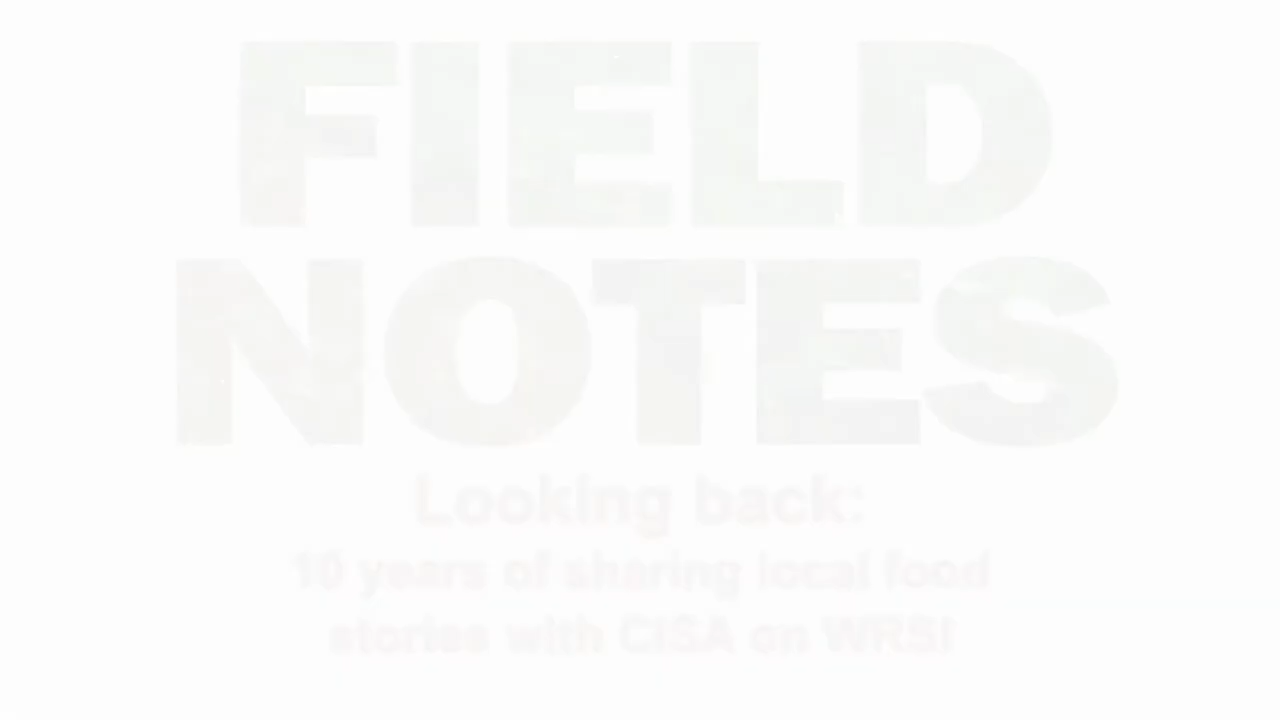 FIELD
NOTES
Looking back:
10 years of sharing local food
stories with CISA on WRSI